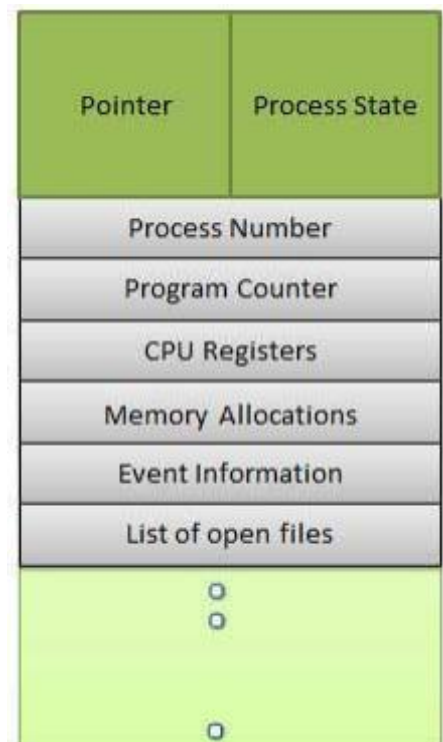 Pointer
Process State
Process Number
Program Counter
CPU Registers
Memory Allocations
Event Information
List of open files